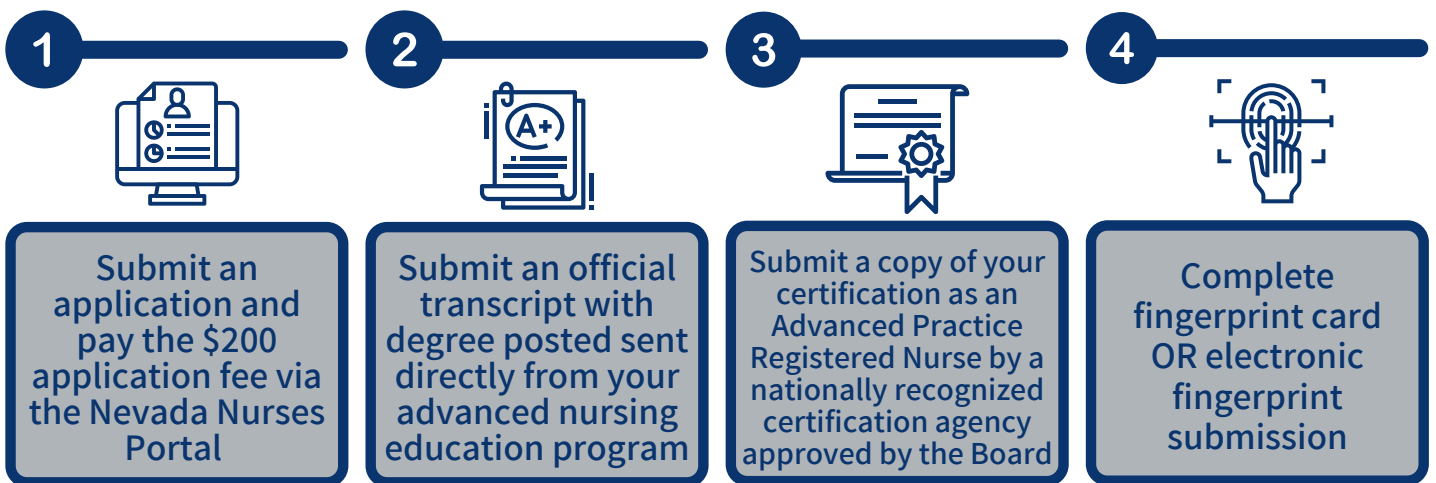 1
2
3
4
A+
Submit an
application and
pay the $200
application fee via
the Nevada Nurses
Portal
Submit an official
transcript with
degree posted sent
directly from your
advanced nursing
education program
Submit a copy of your
certification as an
Advanced Practice
Registered Nurse by a
nationally recognized
certification agency
approved by the Board
Complete
fingerprint card
OR electronic
fingerprint
submission